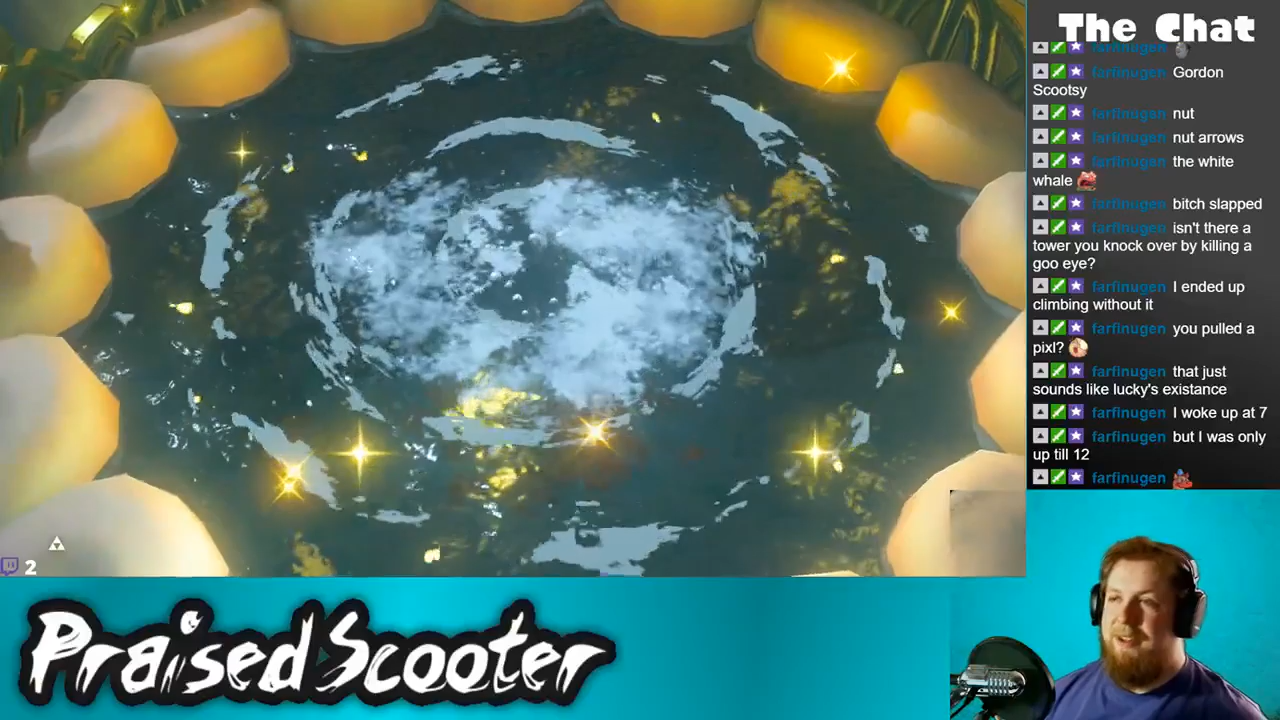 The Chat
farfinugen
farfinugen Gordon
Scootsy
farfinugen nut
farfinugen nut arrows
farfinugen the white
whale
farfinugen bitch slapped
farfinugen isn't there a
tower you knock over by killing a
goo eye?
farfinugen I ended up
climbing without it
farfinugen you pulled a
pixl?
farfinugen that just
sounds like lucky's existance
farfinugen I woke up at 7
farfinugen but I was only
up till 12
farfinugen
2
PraisedScooter